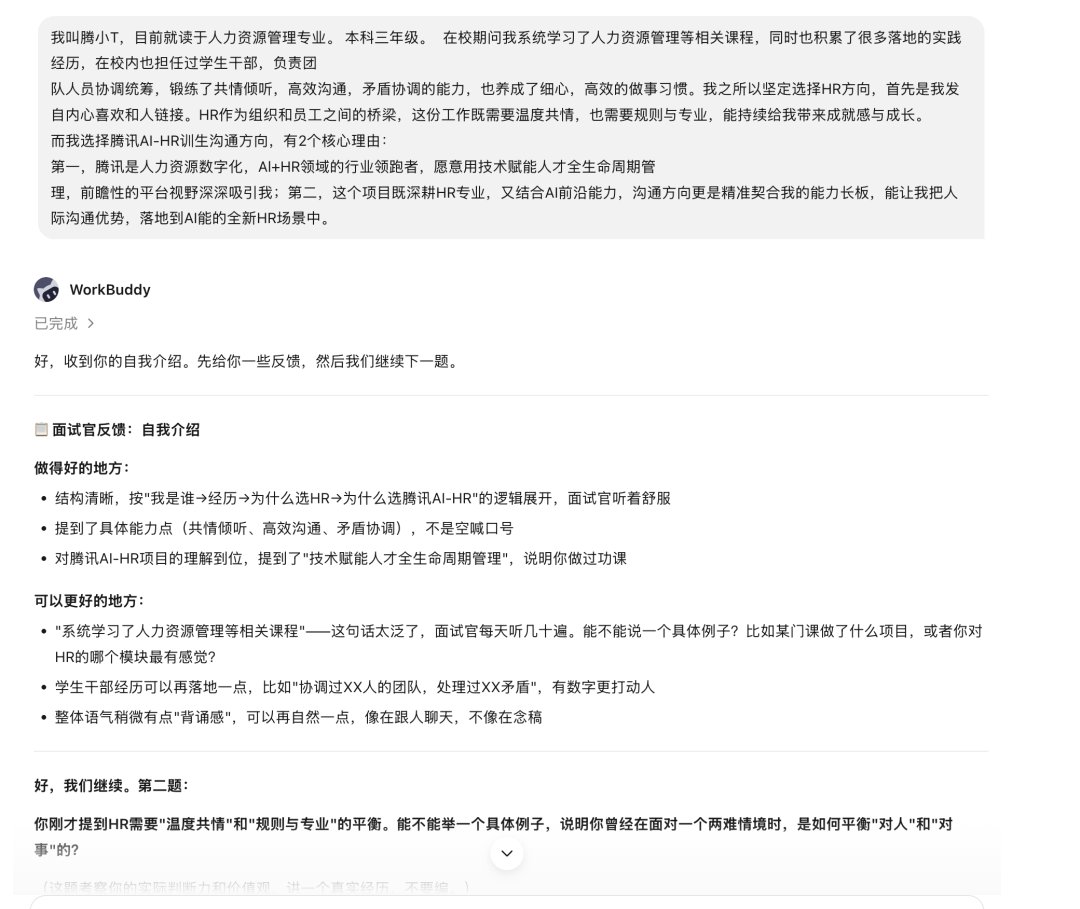 我叫腾小T，目前就读于人力资源管理专业。 本科三年级。 在校期间我系统学习了人力资源管理等相关课程，同时也积累了很多落地的实践
经历，在校内也担任过学生干部，负责团
队人员协调统筹，锻练了共情倾听，高效沟通，矛盾协调的能力，也养成了细心，高效的做事习惯。我之所以坚定选择HR方向，首先是我发
自内心喜欢和人链接。HR作为组织和员工之间的桥梁，这份工作既需要温度共情，也需要规则与专业，能持续给我带来成就感与成长。
而我选择腾讯AI-HR训生沟通方向，有2个核心理由：
第一，腾讯是人力资源数字化，AI+HR领域的行业领跑者，愿意用技术赋能人才全生命周期管
理，前瞻性的平台视野深深吸引我；第二，这个项目既深耕HR专业，又结合AI前沿能力，沟通方向更是精准契合我的能力长板，能让我把人
际沟通优势，落地到AI能的全新HR场景中。
WorkBuddy
已完成 >
好，收到你的自我介绍。先给你一些反馈，然后我们继续下一题。
📋 面试官反馈：自我介绍
做得好的地方：
• 结构清晰，按"我是谁→经历→为什么选HR→为什么选腾讯AI-HR"的逻辑展开，面试官听着舒服
• 提到了具体能力点（共情倾听、高效沟通、矛盾协调），不是空喊口号
• 对腾讯AI-HR项目的理解到位，提到了"技术赋能人才全生命周期管理"，说明你做过功课
可以更好的地方：
• "系统学习了人力资源管理等相关课程"——这句话太泛了，面试官每天听几十遍。能不能说一个具体例子？比如某门课做了什么项目，或者你对
HR的哪个模块最有感觉？
• 学生干部经历可以再落地一点，比如"协调过XX人的团队，处理过XX矛盾"，有数字更打动人
• 整体语气稍微有点"背诵感"，可以再自然一点，像在跟人聊天，不像在念稿
好，我们继续。第二题：
你刚才提到HR需要"温度共情"和"规则与专业"的平衡。能不能举一个具体例子，说明你曾经在面对一个两难情境时，是如何平衡"对人"和"对
事"的？
（这题考察你的实际判断力和价值观，讲一个真实经历，不要编。）